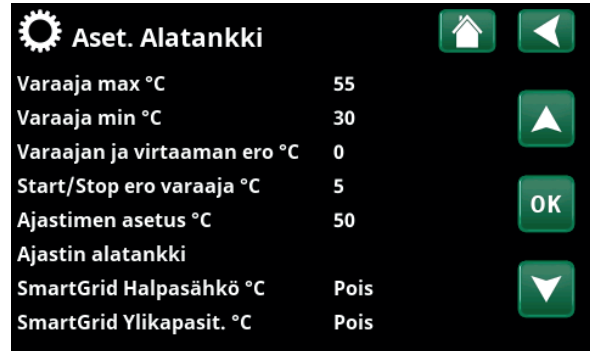 Aset. Alatankki
Varaaja max °C 55
Varaaja min °C 30
Varaajan ja virtaaman ero °C 0
Start/Stop ero varaaja °C 5
Ajastimen asetus °C 50
Ajastin alatankki
SmartGrid Halpasähkö °C Pois
SmartGrid Ylikapasit. °C Pois
OK